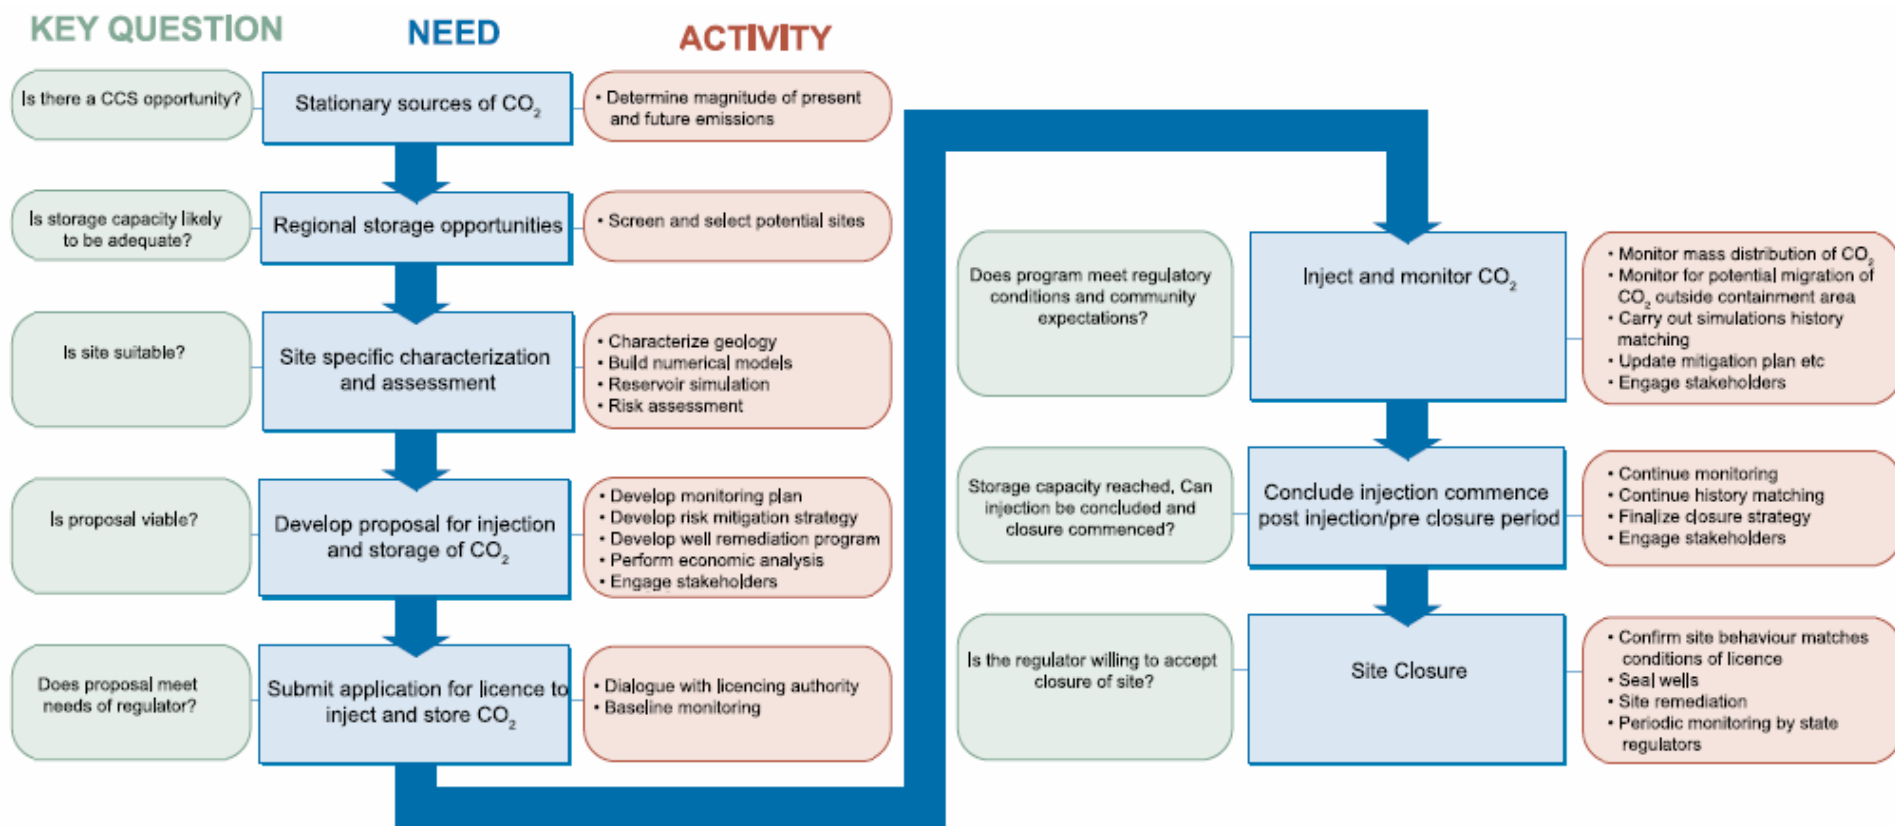 KEY QUESTION
NEED
ACTIVITY
Is there a CCS opportunity?
Stationary sources of CO₂
• Determine magnitude of present
and future emissions
Is storage capacity likely
to be adequate?
Regional storage opportunities
• Screen and select potential sites
Is site suitable?
Site specific characterization
and assessment
• Characterize geology
• Build numerical models
• Reservoir simulation
• Risk assessment
Is proposal viable?
Develop proposal for injection
and storage of CO₂
• Develop monitoring plan
• Develop risk mitigation strategy
• Develop well remediation program
• Perform economic analysis
• Engage stakeholders
Does proposal meet
needs of regulator?
Submit application for licence to
inject and store CO₂
• Dialogue with licencing authority
• Baseline monitoring
Does program meet regulatory
conditions and community
expectations?
Inject and monitor CO₂
• Monitor mass distribution of CO₂
• Monitor for potential migration of
CO₂ outside containment area
• Carry out simulations history
matching
• Update mitigation plan etc
• Engage stakeholders
Storage capacity reached, Can
injection be concluded and
closure commenced?
Conclude injection commence
post injection/pre closure period
• Continue monitoring
• Continue history matching
• Finalize closure strategy
• Engage stakeholders
Is the regulator willing to accept
closure of site?
Site Closure
• Confirm site behaviour matches
conditions of licence
• Seal wells
• Site remediation
• Periodic monitoring by state
regulators